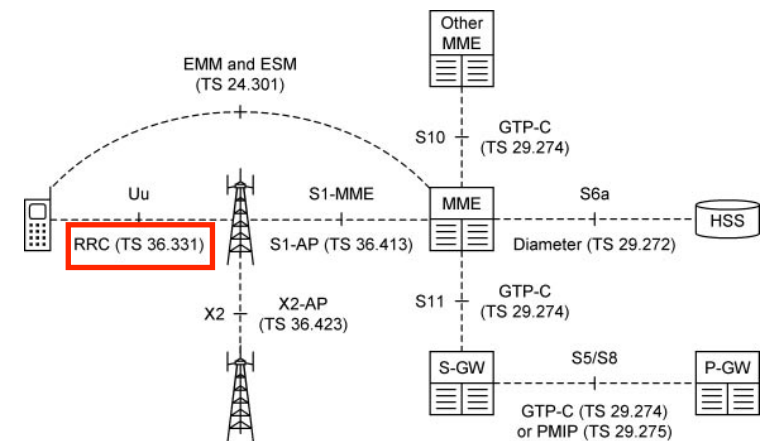 Other
MME
EMM and ESM
(TS 24.301)
S10
GTP-C
(TS 29.274)
Uu
S1-MME
MME
S6a
HSS
RRC (TS 36.331)
S1-AP (TS 36.413)
Diameter (TS 29.272)
X2
X2-AP
(TS 36.423)
S11
GTP-C
(TS 29.274)
S-GW
S5/S8
P-GW
GTP-C (TS 29.274)
or PMIP (TS 29.275)